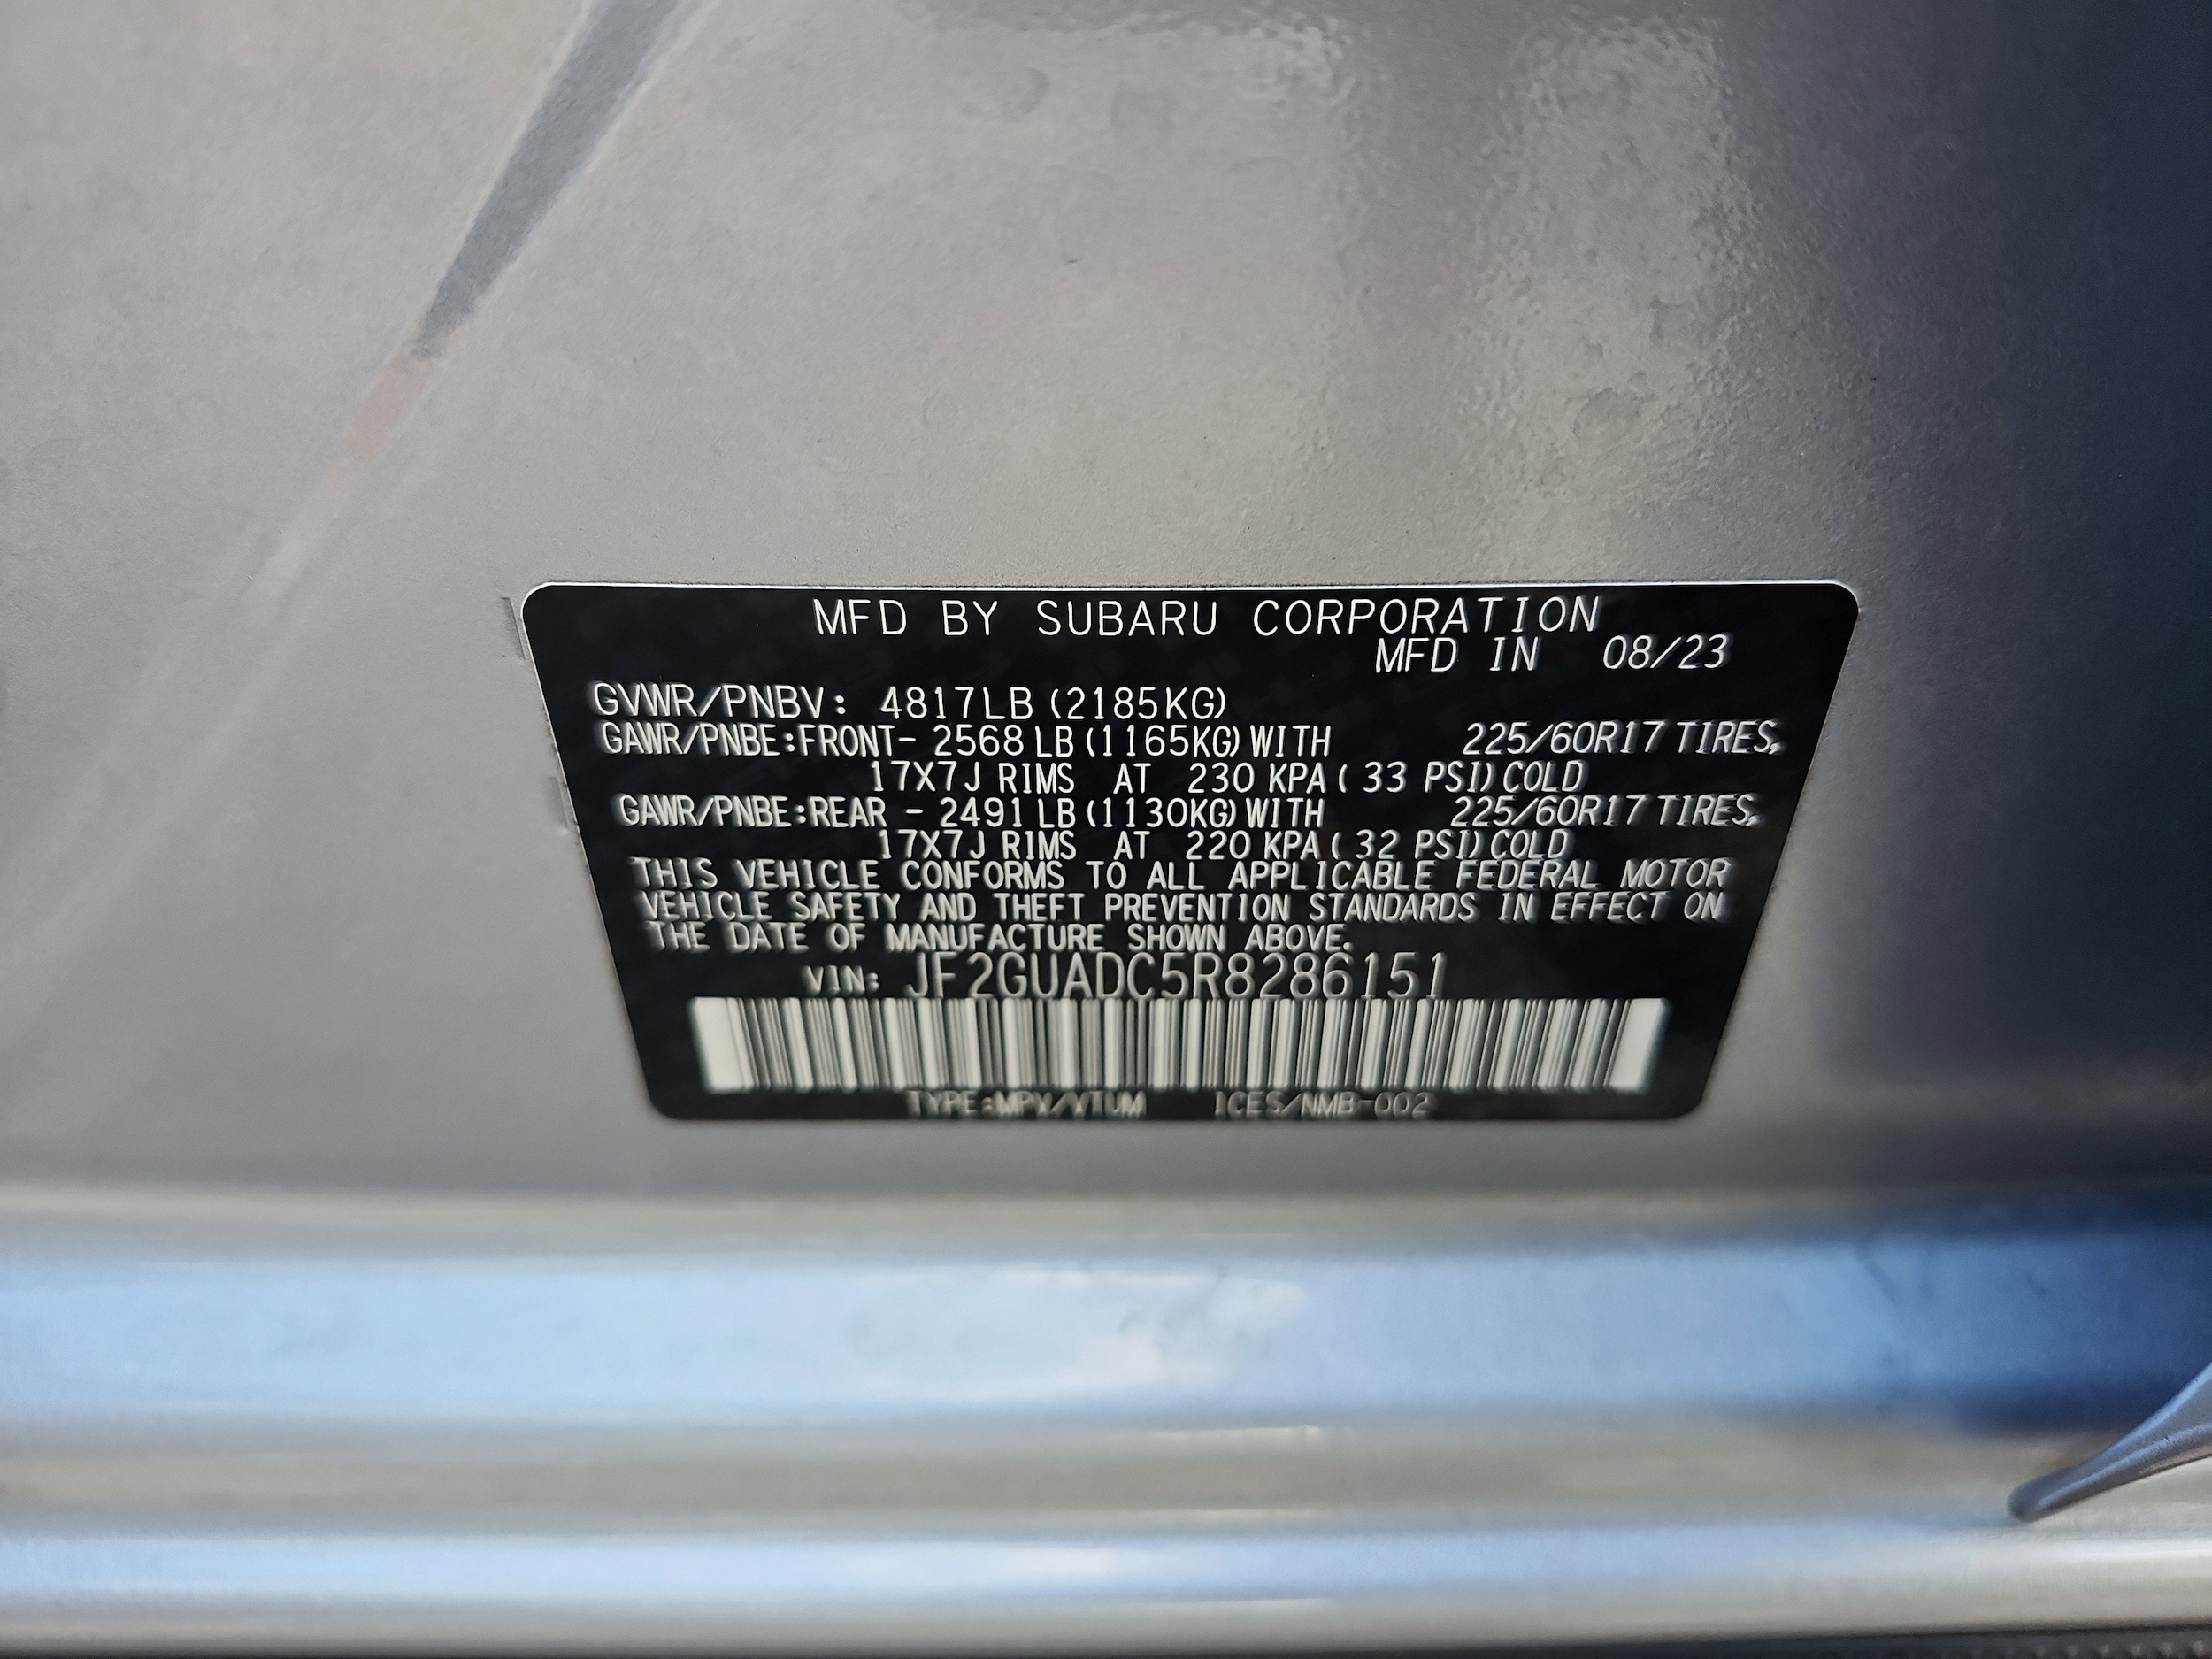 MFD BY SUBARU CORPORATION
MFD IN 08/23
GVWR/PNBV: 4817LB (2185KG)
GAWR/PNBE:FRONT- 2568 LB (1165KG) WITH 225/60R17 TIRES,
17X7J RIMS AT 230 KPA ( 33 PSI) COLD
GAWR/PNBE:REAR - 2491 LB (1130KG) WITH 225/60R17 TIRES,
17X7J RIMS AT 220 KPA ( 32 PSI) COLD
THIS VEHICLE CONFORMS TO ALL APPLICABLE FEDERAL MOTOR
VEHICLE SAFETY AND THEFT PREVENTION STANDARDS IN EFFECT ON
THE DATE OF MANUFACTURE SHOWN ABOVE.
VIN: JF2GUADC5R8286151
TYPE:MPV/VTUM ICES/NMB-002